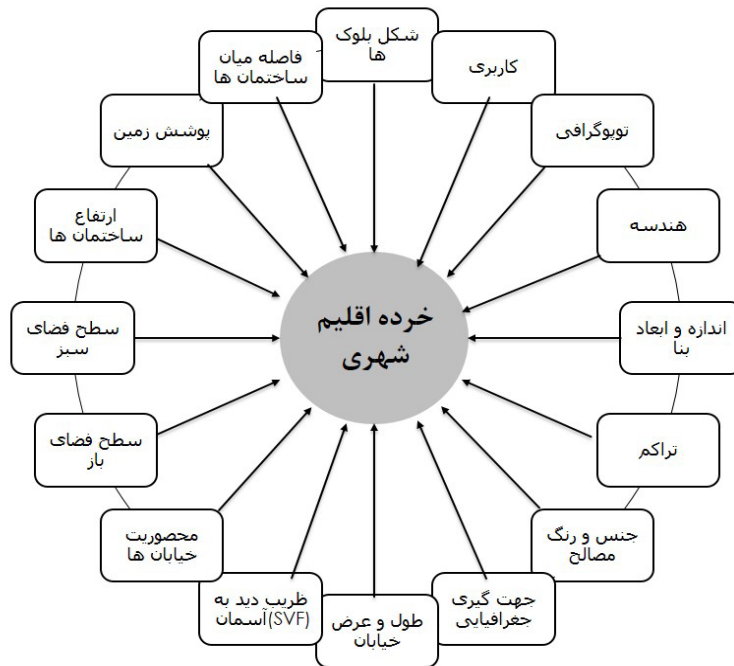 شکل بلوک
ها
کاربری
توپوگرافی
هندسه
اندازه و ابعاد
بنا
تراکم
جنس و رنگ
مصالح
جهت گیری
جغرافیایی
طول و عرض
خیابان
ظریب دید به
آسمان(SVF)
محصوریت
خیابان ها
سطح فضای
باز
سطح فضای
سبز
ارتفاع
ساختمان ها
پوشش زمین
فاصله میان
ساختمان ها
خرده اقلیم
شهری